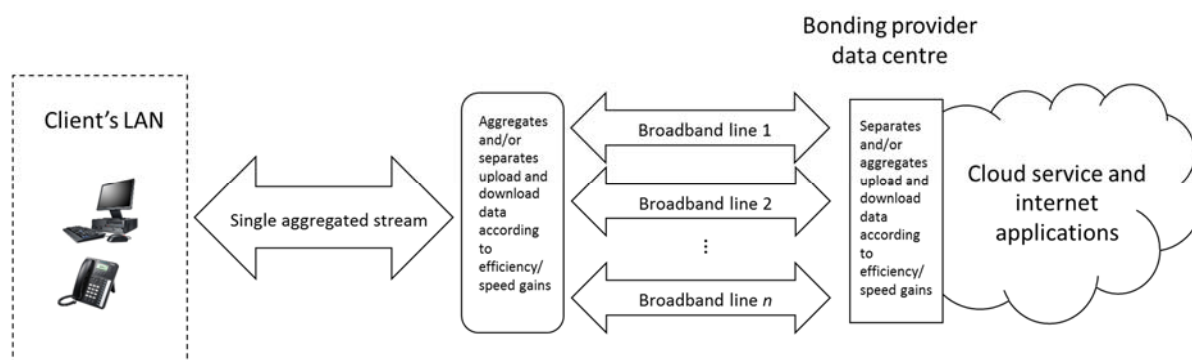 Bonding provider
data centre
Client's LAN
Single aggregated stream
Aggregates
and/or
separates
upload and
download
data
according
to
efficiency/
speed gains
Broadband line 1
Broadband line 2
⋮
Broadband line n
Separates
and/or
aggregates
upload and
download
data
according
to
efficiency/
speed gains
Cloud service and
internet
applications